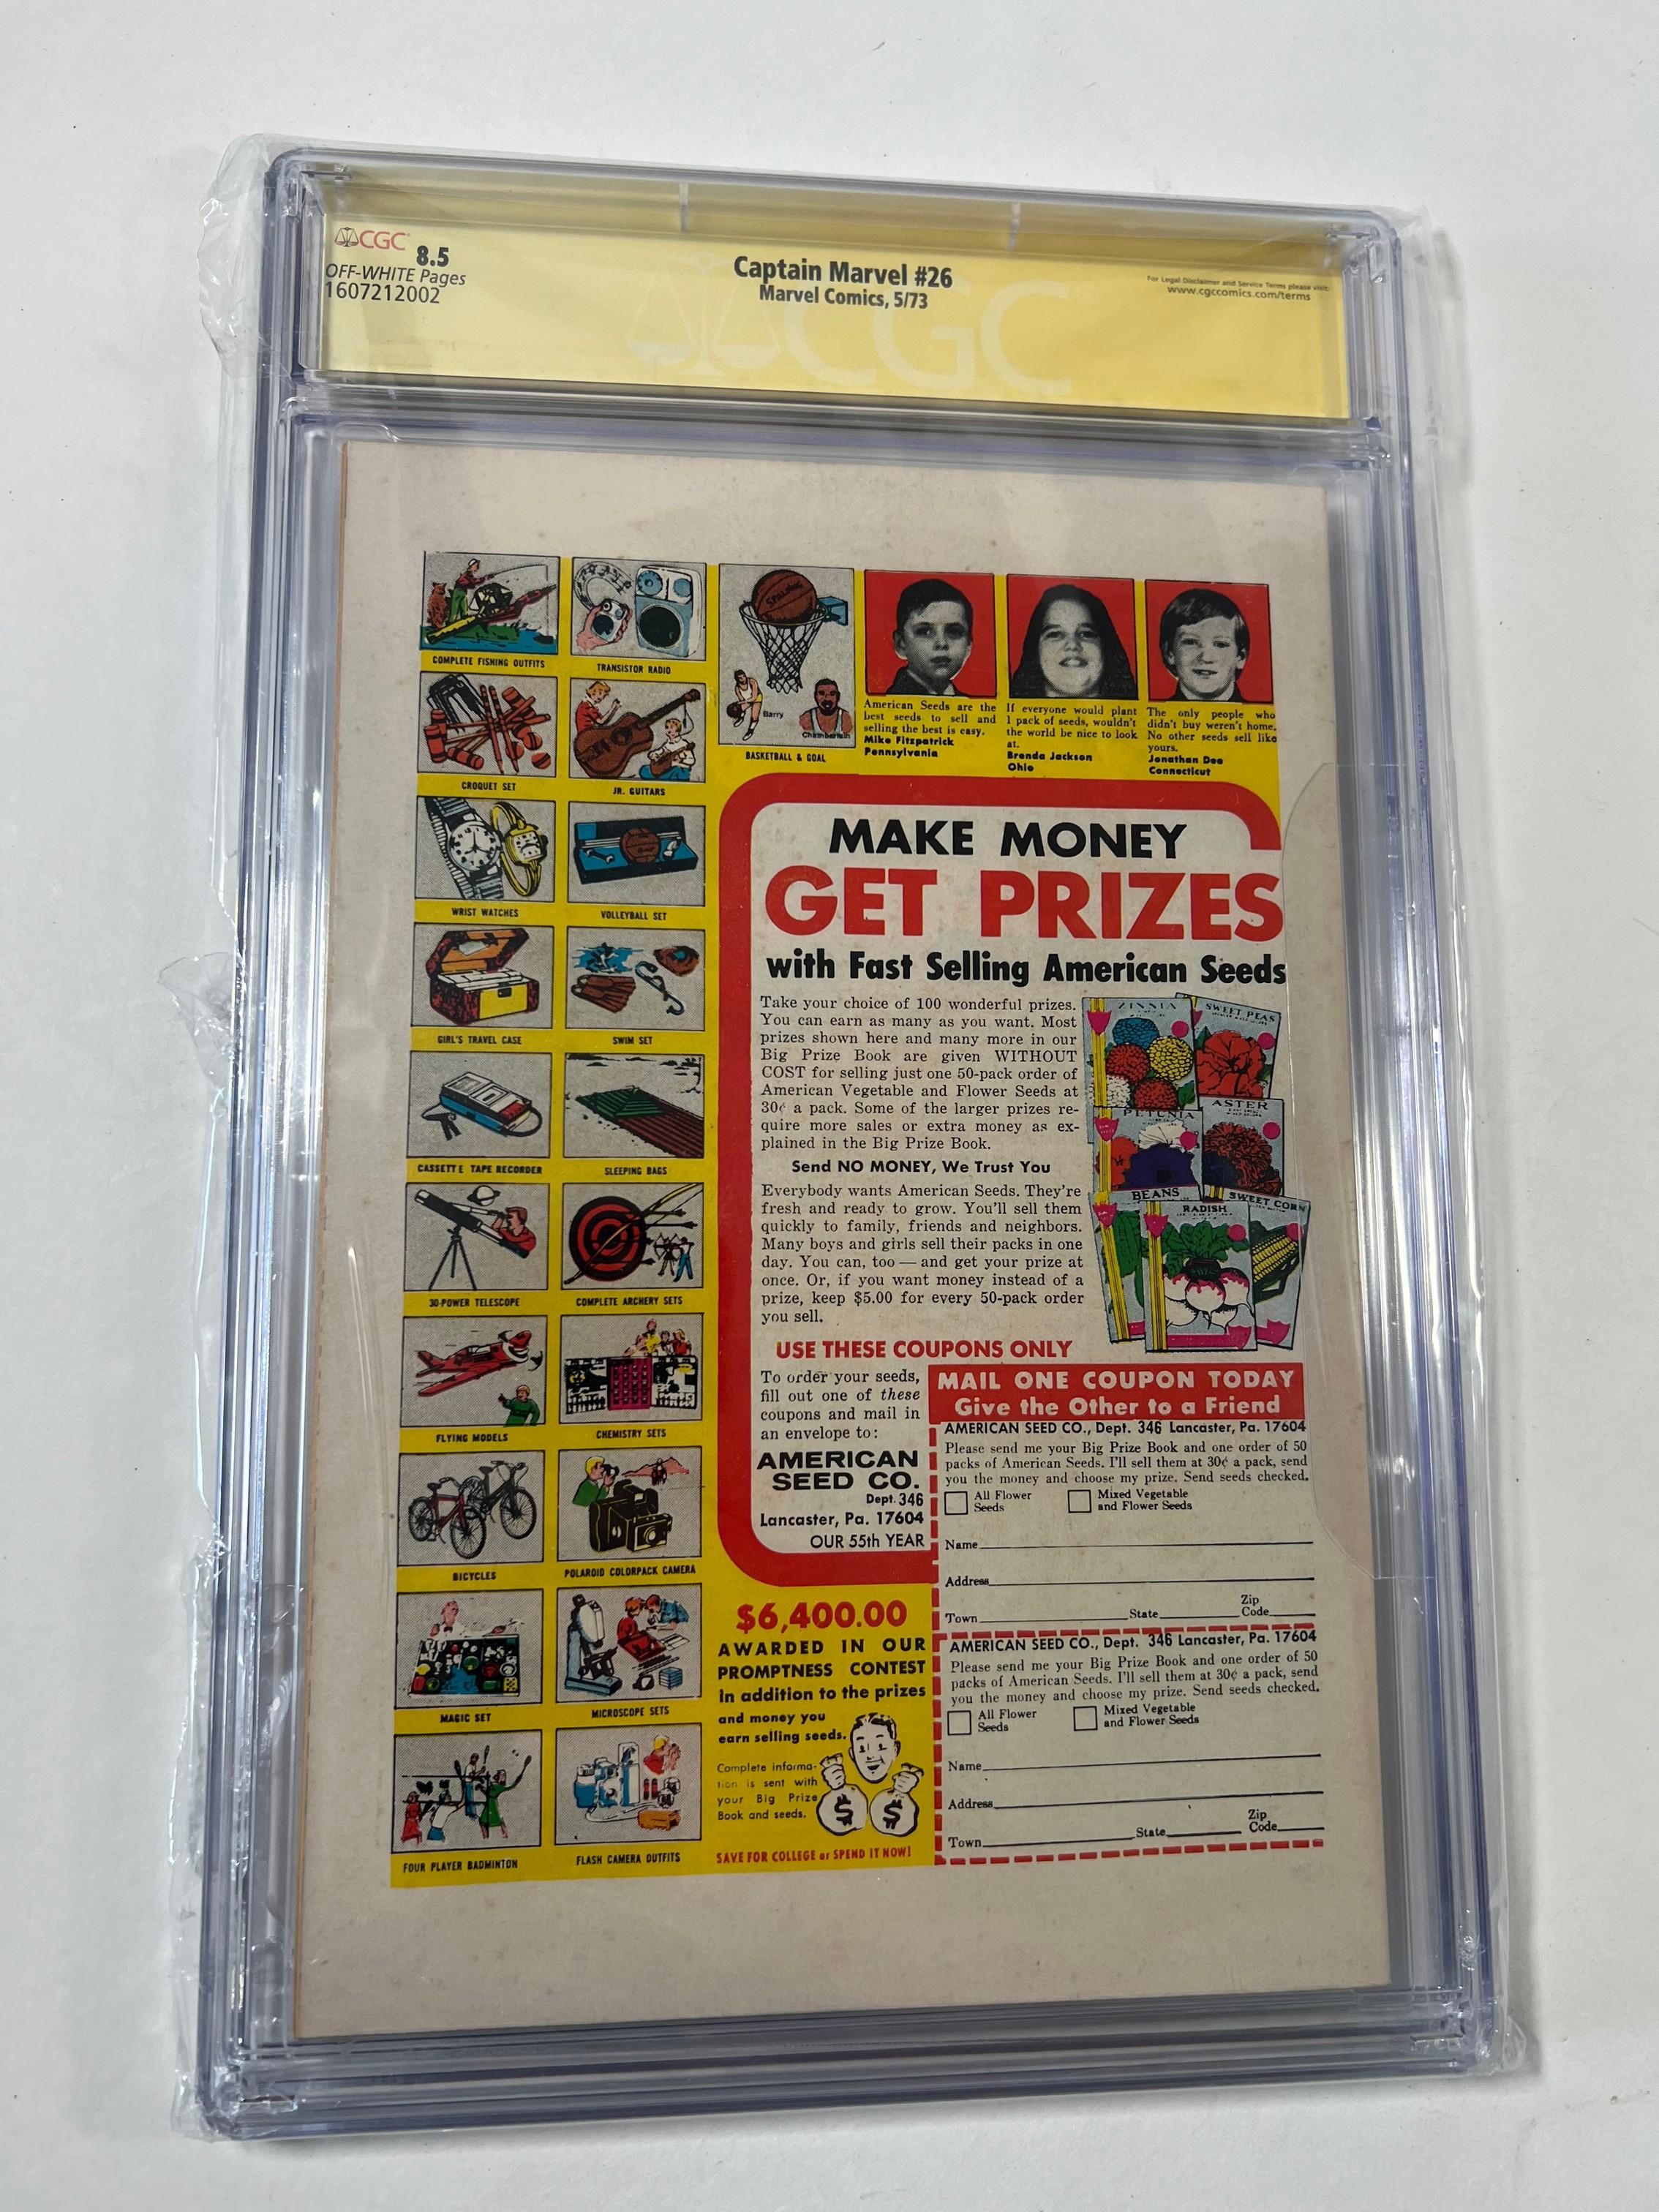 CGC 8.5
OFF-WHITE Pages
1607212002
Captain Marvel #26
Marvel Comics, 5/73
For Legal Disclaimer and Service Terms please visit:
www.cgccomics.com/terms
CGC
COMPLETE FISHING OUTFITS
TRANSISTOR RADIO
CROQUET SET
JR. GUITARS
WRIST WATCHES
VOLLEYBALL SET
GIRL'S TRAVEL CASE
SWIM SET
CASSETTE TAPE RECORDER
SLEEPING BAGS
30-POWER TELESCOPE
COMPLETE ARCHERY SETS
FLYING MODELS
CHEMISTRY SETS
BICYCLES
POLAROID COLORPACK CAMERA
MAGIC SET
MICROSCOPE SETS
FOUR PLAYER BADMINTON
FLASH CAMERA OUTFITS
SPALDING
Barry
Chamberlain
BASKETBALL & GOAL
American Seeds are the
best seeds to sell and
selling the best is easy.
Mike Fitzpatrick
Pennsylvania
If everyone would plant
1 pack of seeds, wouldn't
the world be nice to look
at.
Brenda Jackson
Ohio
The only people who
didn't buy weren't home.
No other seeds sell like
yours.
Jonathan Dee
Connecticut
MAKE MONEY
GET PRIZES
with Fast Selling American Seeds
Take your choice of 100 wonderful prizes.
You can earn as many as you want. Most
prizes shown here and many more in our
Big Prize Book are given WITHOUT
COST for selling just one 50-pack order of
American Vegetable and Flower Seeds at
30¢ a pack. Some of the larger prizes re-
quire more sales or extra money as ex-
plained in the Big Prize Book.
Send NO MONEY, We Trust You
Everybody wants American Seeds. They're
fresh and ready to grow. You'll sell them
quickly to family, friends and neighbors.
Many boys and girls sell their packs in one
day. You can, too — and get your prize at
once. Or, if you want money instead of a
prize, keep $5.00 for every 50-pack order
you sell.
ZINNIA
SWEET PEAS
PETUNIA
ASTER
BEANS
RADISH
SWEET CORN
USE THESE COUPONS ONLY
To order your seeds,
fill out one of these
coupons and mail in
an envelope to:
AMERICAN
SEED CO.
Dept. 346
Lancaster, Pa. 17604
OUR 55th YEAR
MAIL ONE COUPON TODAY
Give the Other to a Friend
AMERICAN SEED CO., Dept. 346 Lancaster, Pa. 17604
Please send me your Big Prize Book and one order of 50
packs of American Seeds. I'll sell them at 30¢ a pack, send
you the money and choose my prize. Send seeds checked.
All Flower
Seeds
Mixed Vegetable
and Flower Seeds
Name
Address
Town State Zip Code
AMERICAN SEED CO., Dept. 346 Lancaster, Pa. 17604
Please send me your Big Prize Book and one order of 50
packs of American Seeds. I'll sell them at 30¢ a pack, send
you the money and choose my prize. Send seeds checked.
All Flower
Seeds
Mixed Vegetable
and Flower Seeds
Name
Address
Town State Zip Code
$6,400.00
AWARDED IN OUR
PROMPTNESS CONTEST
In addition to the prizes
and money you
earn selling seeds.
Complete informa-
tion is sent with
your Big Prize
Book and seeds.
$ $
SAVE FOR COLLEGE or SPEND IT NOW!